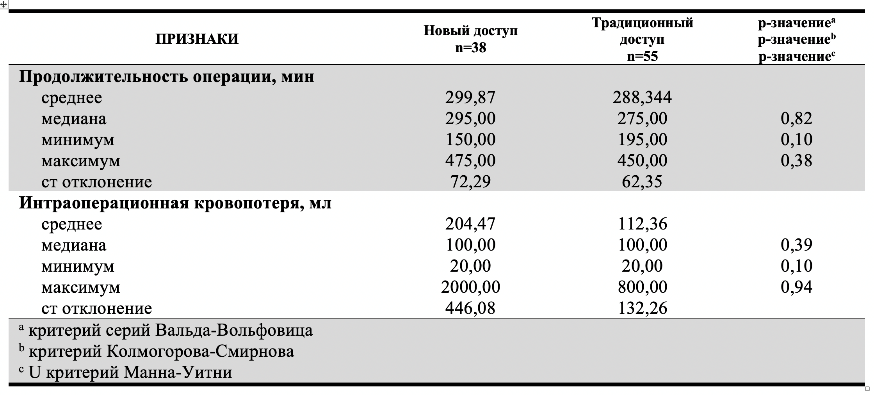 ПРИЗНАКИ Новый доступ n=38 Традиционный доступ n=55 p-значениеᵃ p-значениеᵇ p-значениеᶜ
Продолжительность операции, мин
среднее 299,87 288,344
медиана 295,00 275,00 0,82
минимум 150,00 195,00 0,10
максимум 475,00 450,00 0,38
ст отклонение 72,29 62,35
Интраоперационная кровопотеря, мл
среднее 204,47 112,36
медиана 100,00 100,00 0,39
минимум 20,00 20,00 0,10
максимум 2000,00 800,00 0,94
ст отклонение 446,08 132,26
ᵃ критерий серий Вальда-Вольфовица
ᵇ критерий Колмогорова-Смирнова
ᶜ U критерий Манна-Уитни